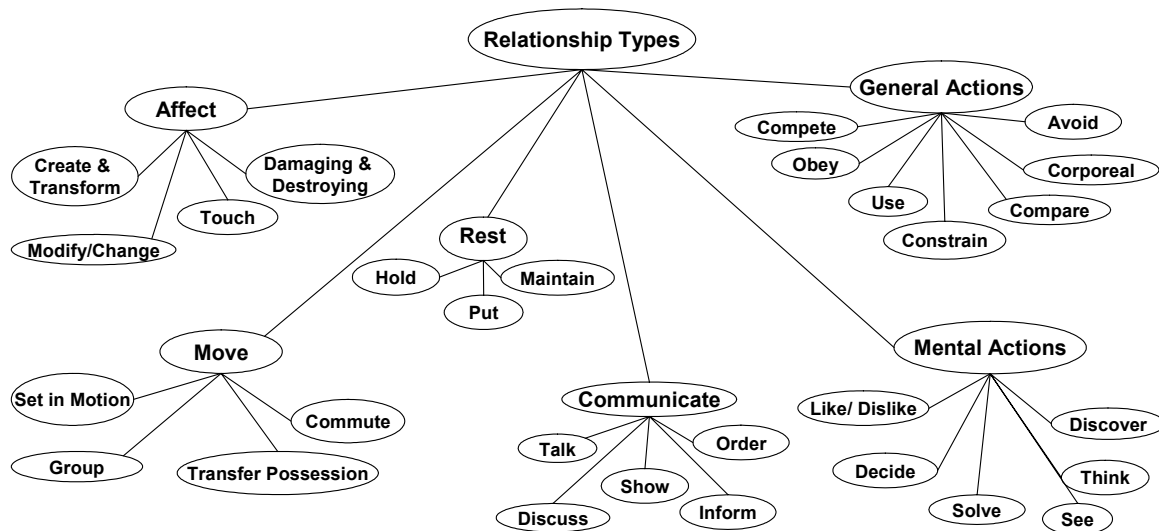 Relationship Types
Affect
Create &
Transform
Modify/Change
Touch
Damaging &
Destroying
Move
Set in Motion
Group
Transfer Possession
Commute
Rest
Hold
Put
Maintain
Communicate
Talk
Discuss
Show
Inform
Order
Mental Actions
Like/ Dislike
Decide
Solve
See
Think
Discover
General Actions
Compete
Obey
Use
Constrain
Compare
Corporeal
Avoid